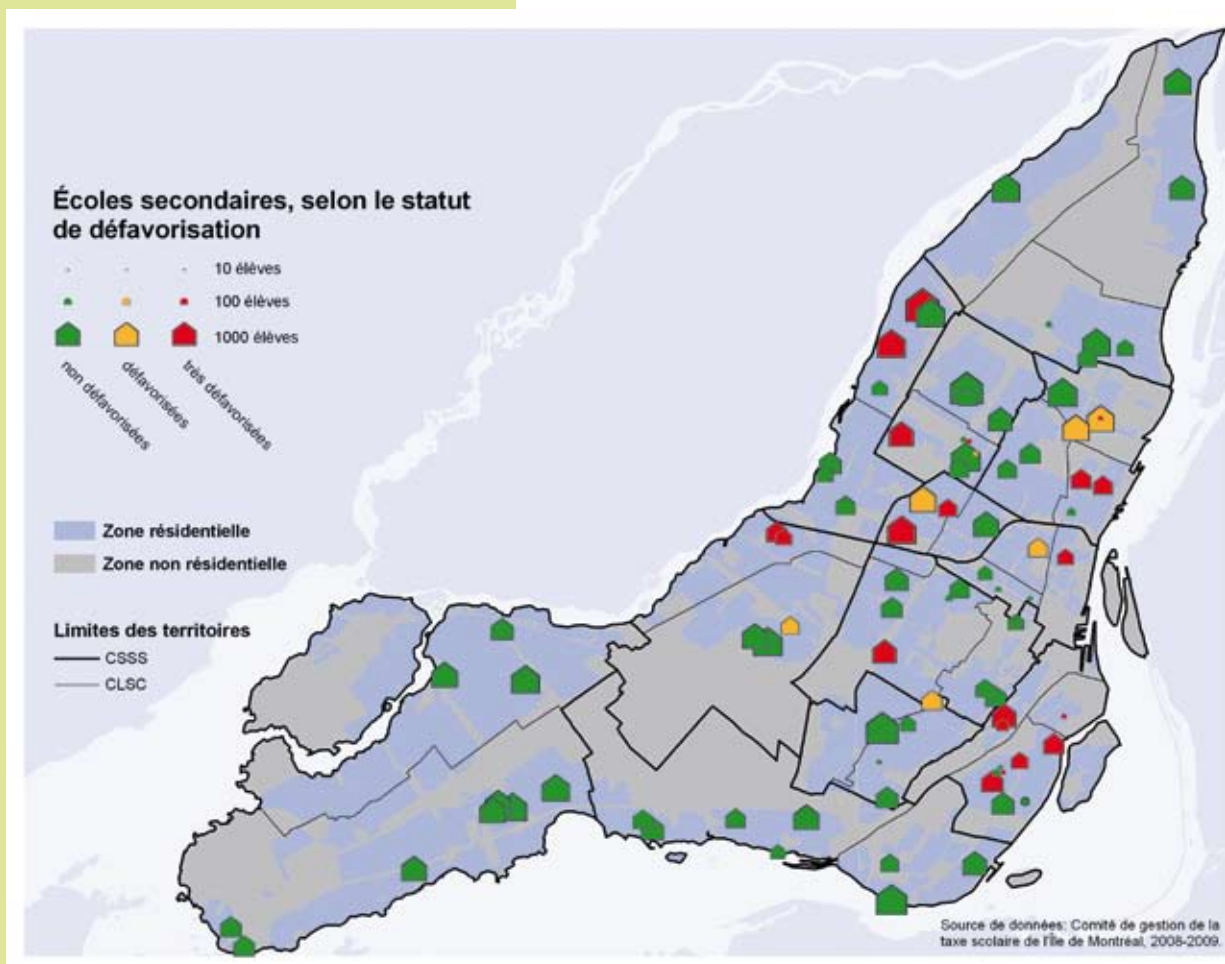 Écoles secondaires, selon le statut
de défavorisation
10 élèves
100 élèves
1000 élèves
non défavorisées
défavorisées
très défavorisées
Zone résidentielle
Zone non résidentielle
Limites des territoires
CSSS
CLSC
Source de données: Comité de gestion de la
taxe scolaire de l'Île de Montréal, 2008-2009.